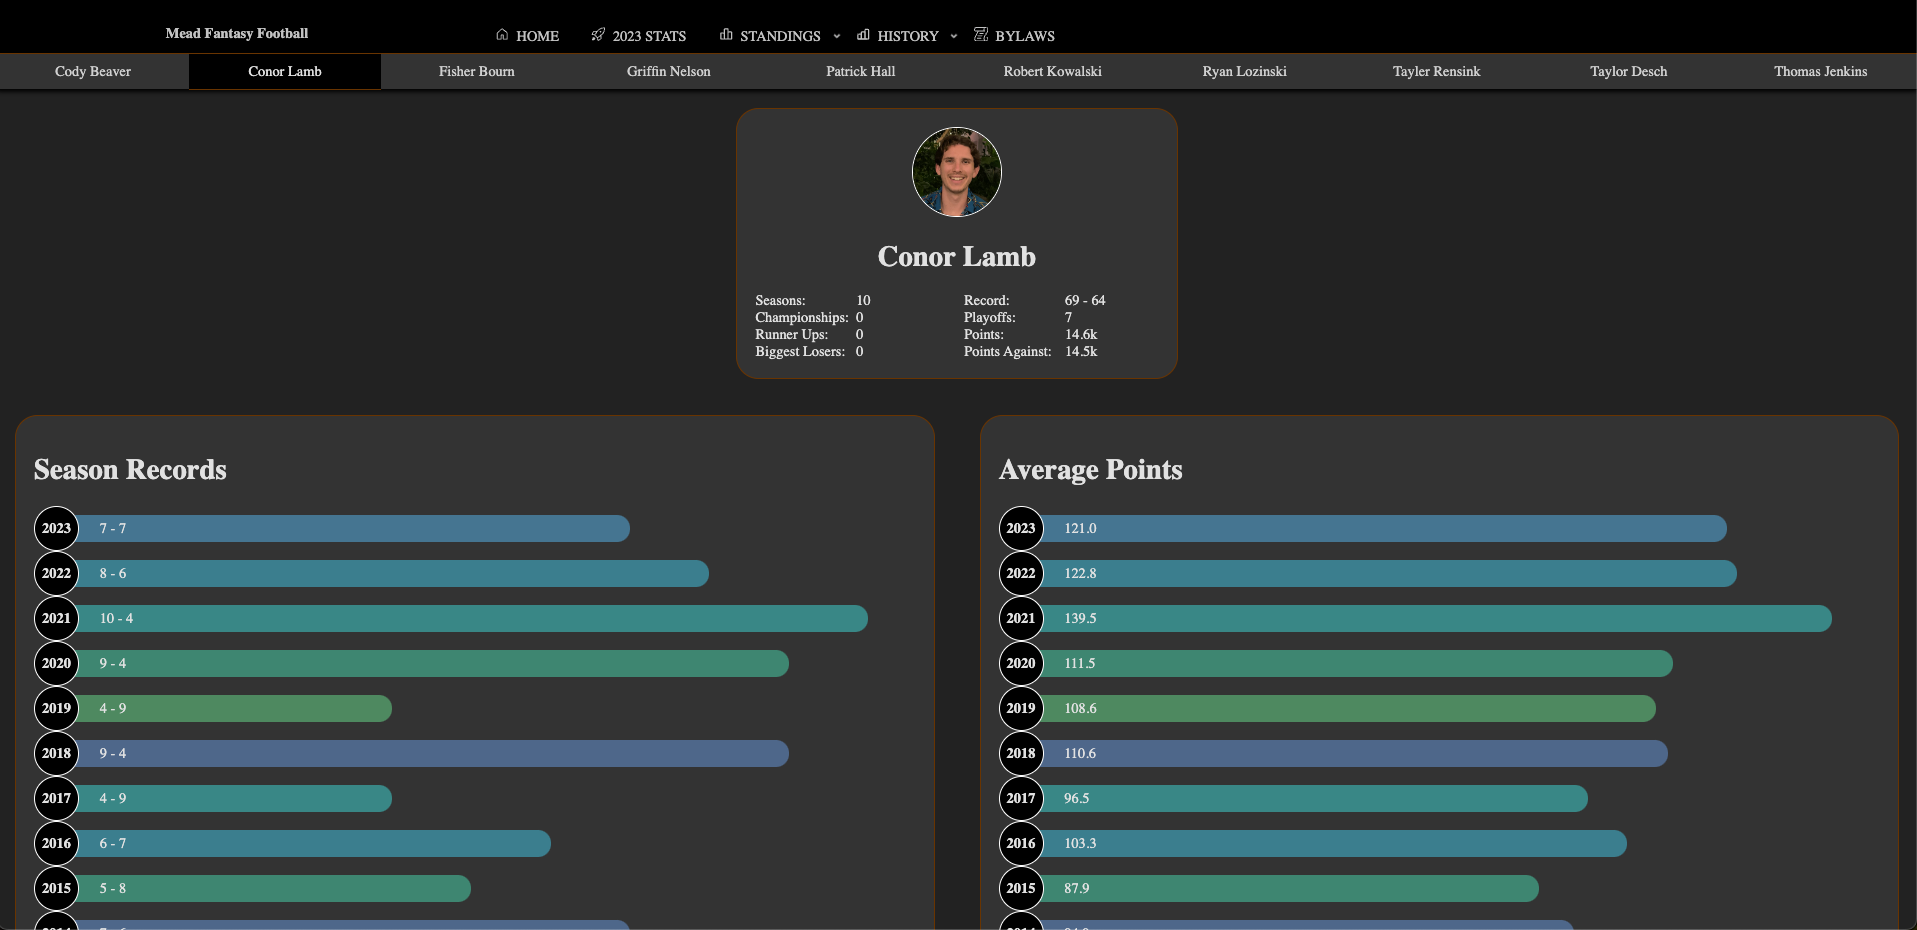 Mead Fantasy Football
HOME 2023 STATS STANDINGS HISTORY BYLAWS
Cody Beaver Conor Lamb Fisher Bourn Griffin Nelson Patrick Hall Robert Kowalski Ryan Lozinski Tayler Rensink Taylor Desch Thomas Jenkins
Conor Lamb
Seasons: 10 Record: 69 - 64
Championships: 0 Playoffs: 7
Runner Ups: 0 Points: 14.6k
Biggest Losers: 0 Points Against: 14.5k
Season Records
2023 7 - 7
2022 8 - 6
2021 10 - 4
2020 9 - 4
2019 4 - 9
2018 9 - 4
2017 4 - 9
2016 6 - 7
2015 5 - 8
Average Points
2023 121.0
2022 122.8
2021 139.5
2020 111.5
2019 108.6
2018 110.6
2017 96.5
2016 103.3
2015 87.9